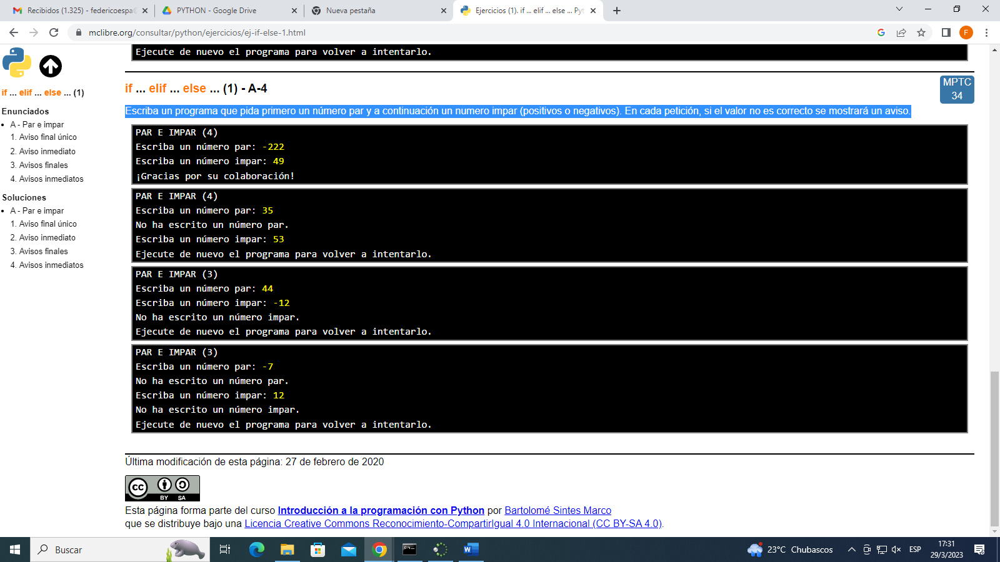 Recibidos (1.325) - federicoespa
PYTHON - Google Drive
Nueva pestaña
Ejercicios (1). if ... elif ... else ... Pyt
mclibre.org/consultar/python/ejercicios/ej-if-else-1.html
F
if ... elif ... else ... (1)
Enunciados
A - Par e impar
1. Aviso final único
2. Aviso inmediato
3. Avisos finales
4. Avisos inmediatos
Soluciones
A - Par e impar
1. Aviso final único
2. Aviso inmediato
3. Avisos finales
4. Avisos inmediatos
Ejecute de nuevo el programa para volver a intentarlo.
if ... elif ... else ... (1) - A-4
MPTC
34
Escriba un programa que pida primero un número par y a continuación un numero impar (positivos o negativos). En cada petición, si el valor no es correcto se mostrará un aviso.
PAR E IMPAR (4)
Escriba un número par: -222
Escriba un número impar: 49
¡Gracias por su colaboración!
PAR E IMPAR (4)
Escriba un número par: 35
No ha escrito un número par.
Escriba un número impar: 53
Ejecute de nuevo el programa para volver a intentarlo.
PAR E IMPAR (3)
Escriba un número par: 44
Escriba un número impar: -12
No ha escrito un número impar.
Ejecute de nuevo el programa para volver a intentarlo.
PAR E IMPAR (3)
Escriba un número par: -7
No ha escrito un número par.
Escriba un número impar: 12
No ha escrito un número impar.
Ejecute de nuevo el programa para volver a intentarlo.
Última modificación de esta página: 27 de febrero de 2020
cc
BY SA
Esta página forma parte del curso Introducción a la programación con Python por Bartolomé Sintes Marco
que se distribuye bajo una Licencia Creative Commons Reconocimiento-CompartirIgual 4.0 Internacional (CC BY-SA 4.0).
Buscar
23°C Chubascos
ESP
17:31
29/3/2023